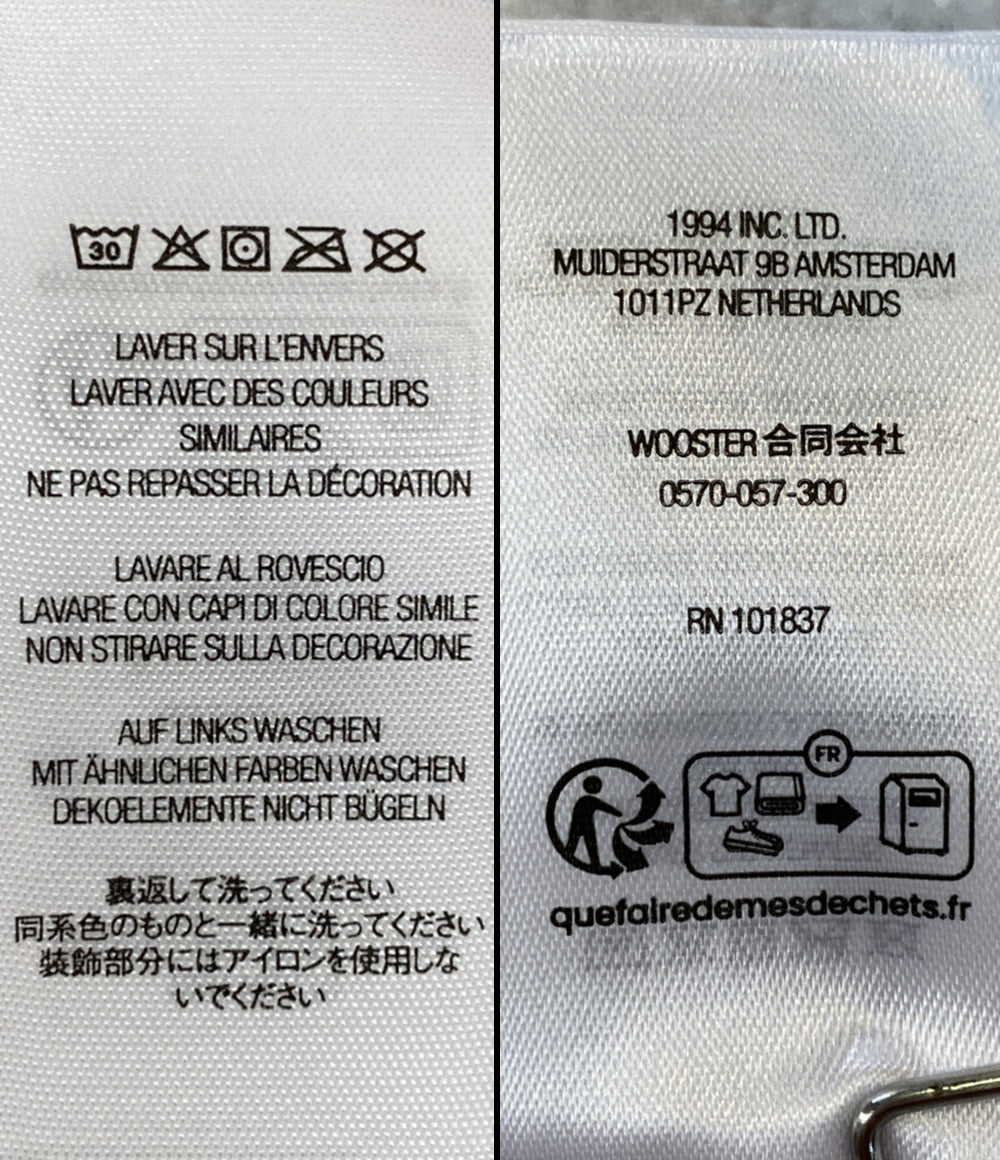 30
LAVER SUR L'ENVERS
LAVER AVEC DES COULEURS
SIMILAIRES
NE PAS REPASSER LA DÉCORATION
LAVARE AL ROVESCIO
LAVARE CON CAPI DI COLORE SIMILE
NON STIRARE SULLA DECORAZIONE
AUF LINKS WASCHEN
MIT ÄHNLICHEN FARBEN WASCHEN
DEKOELEMENTE NICHT BÜGELN
裏返して洗ってください
同系色のものと一緒に洗ってください
装飾部分にはアイロンを使用しな
いでください
1994 INC. LTD.
MUIDERSTRAAT 9B AMSTERDAM
1011PZ NETHERLANDS
WOOSTER 合同会社
0570-057-300
RN 101837
FR
quefairedemesdechets.fr